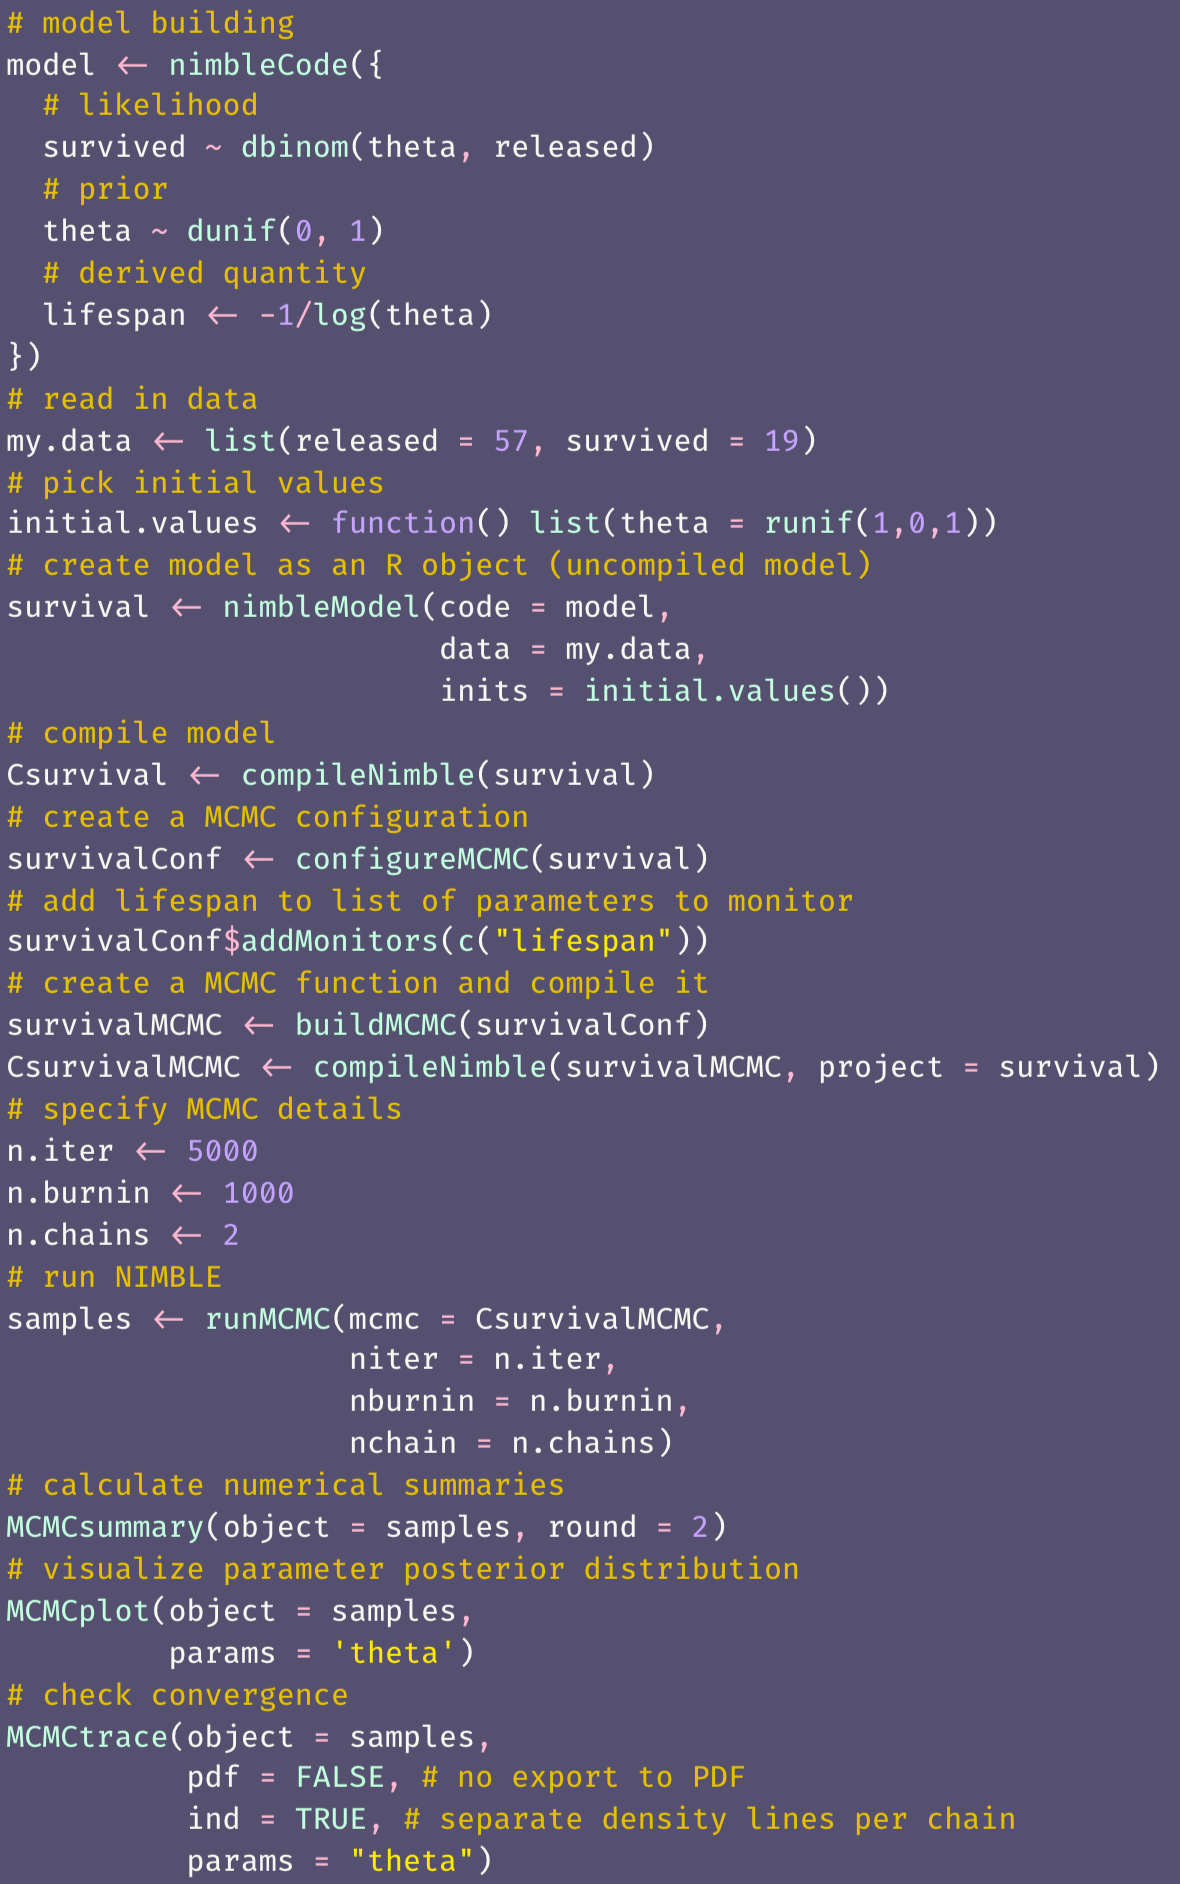 # model building
model <- nimbleCode({
  # likelihood
  survived ~ dbinom(theta, released)
  # prior
  theta ~ dunif(0, 1)
  # derived quantity
  lifespan <- -1/log(theta)
})
# read in data
my.data <- list(released = 57, survived = 19)
# pick initial values
initial.values <- function() list(theta = runif(1,0,1))
# create model as an R object (uncompiled model)
survival <- nimbleModel(code = model,
                        data = my.data,
                        inits = initial.values())
# compile model
Csurvival <- compileNimble(survival)
# create a MCMC configuration
survivalConf <- configureMCMC(survival)
# add lifespan to list of parameters to monitor
survivalConf$addMonitors(c("lifespan"))
# create a MCMC function and compile it
survivalMCMC <- buildMCMC(survivalConf)
CsurvivalMCMC <- compileNimble(survivalMCMC, project = survival)
# specify MCMC details
n.iter <- 5000
n.burnin <- 1000
n.chains <- 2
# run NIMBLE
samples <- runMCMC(mcmc = CsurvivalMCMC,
                   niter = n.iter,
                   nburnin = n.burnin,
                   nchain = n.chains)
# calculate numerical summaries
MCMCsummary(object = samples, round = 2)
# visualize parameter posterior distribution
MCMCplot(object = samples,
         params = 'theta')
# check convergence
MCMCtrace(object = samples,
          pdf = FALSE, # no export to PDF
          ind = TRUE, # separate density lines per chain
          params = "theta")